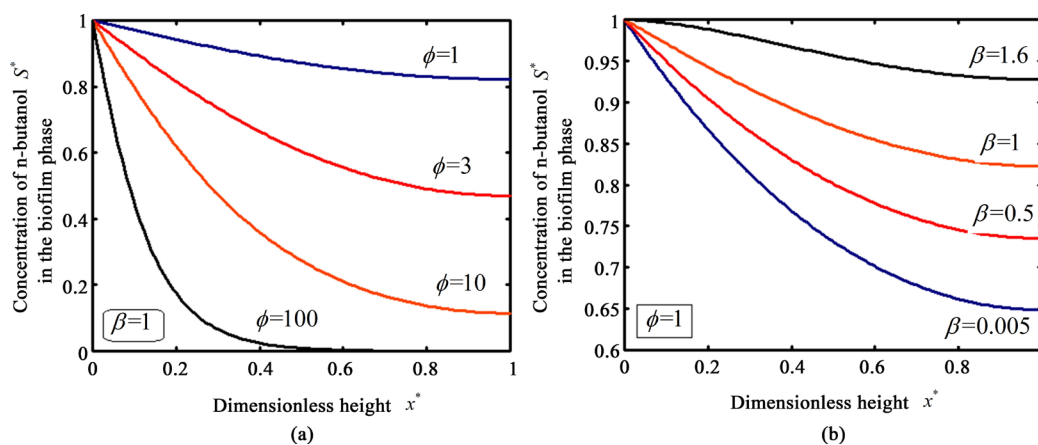 Concentration of n-butanol S*
in the biofilm phase
1
0.8
0.6
0.4
0.2
0
ϕ=1
ϕ=3
ϕ=10
ϕ=100
β=1
0 0.2 0.4 0.6 0.8 1
Dimensionless height x*
(a)
Concentration of n-butanol S*
in the biofilm phase
1
0.95
0.9
0.85
0.8
0.75
0.7
0.65
0.6
β=1.6
β=1
β=0.5
β=0.005
ϕ=1
0 0.2 0.4 0.6 0.8
Dimensionless height x*
(b)